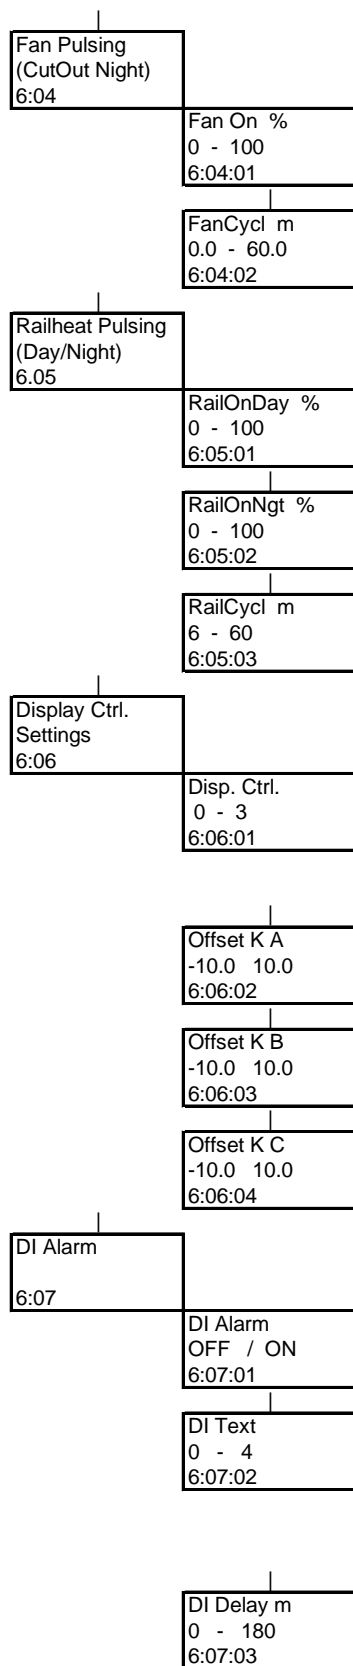 Fan Pulsing
(CutOut Night)
6:04
Fan On  %
0  -  100
6:04:01
FanCycl  m
0.0  -  60.0
6:04:02
Railheat Pulsing
(Day/Night)
6.05
RailOnDay  %
0  -  100
6:05:01
RailOnNgt  %
0  -  100
6:05:02
RailCycl  m
6  -  60
6:05:03
Display Ctrl.
Settings
6:06
Disp. Ctrl.
0  -  3
6:06:01
Offset K A
-10.0   10.0
6:06:02
Offset K B
-10.0   10.0
6:06:03
Offset K C
-10.0   10.0
6:06:04
DI Alarm
6:07
DI Alarm
OFF   /  ON
6:07:01
DI Text
0   -   4
6:07:02
DI Delay m
0   -   180
6:07:03